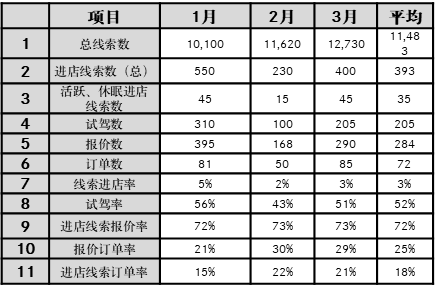 项目 1月 2月 3月 平均
1 总线索数 10,100 11,620 12,730 11,48
3
2 进店线索数（总） 550 230 400 393
3 活跃、休眠进店
线索数 45 15 45 35
4 试驾数 310 100 205 205
5 报价数 395 168 290 284
6 订单数 81 50 85 72
7 线索进店率 5% 2% 3% 3%
8 试驾率 56% 43% 51% 52%
9 进店线索报价率 72% 73% 73% 72%
10 报价订单率 21% 30% 29% 25%
11 进店线索订单率 15% 22% 21% 18%